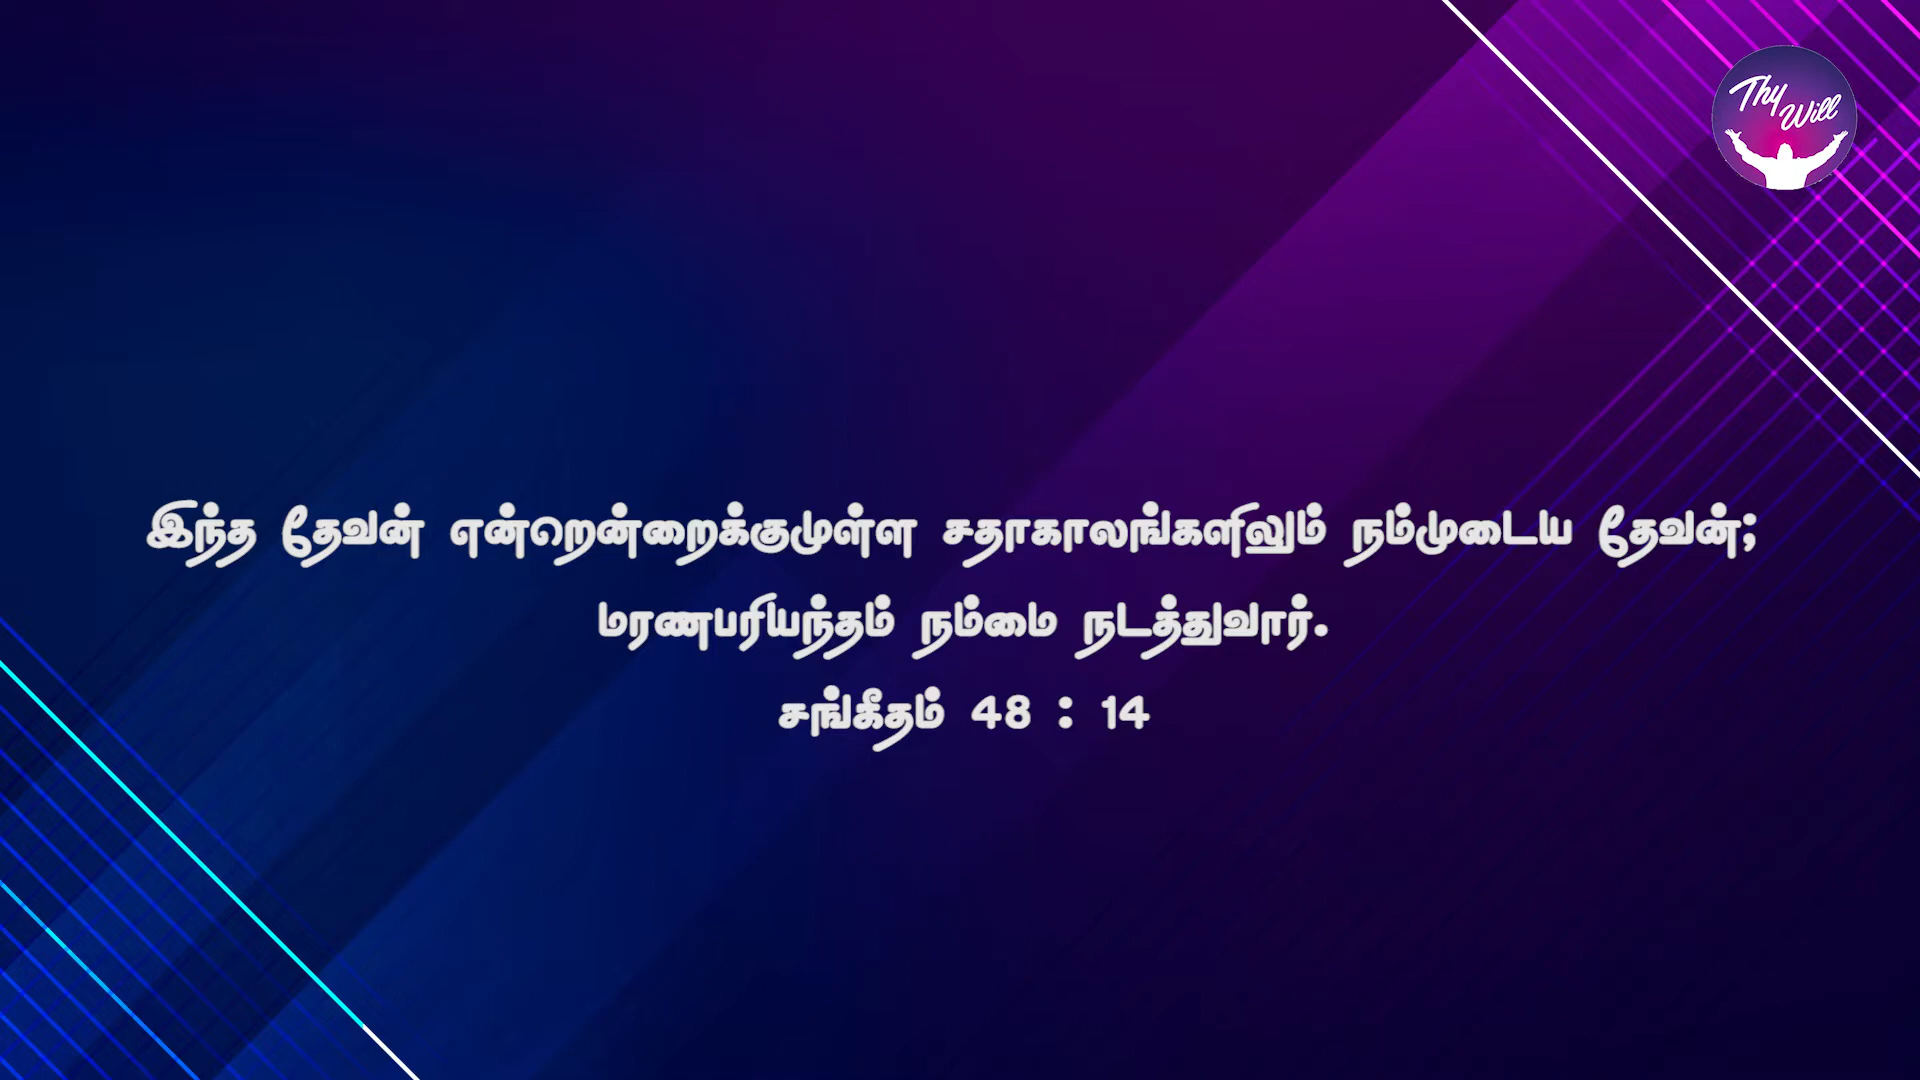 Thy Will
இந்த தேவன் என்றென்றைக்குமுள்ள சதாகாலங்களிலும் நம்முடைய தேவன்;
மரணபரியந்தம் நம்மை நடத்துவார்.
சங்கீதம் 48 : 14